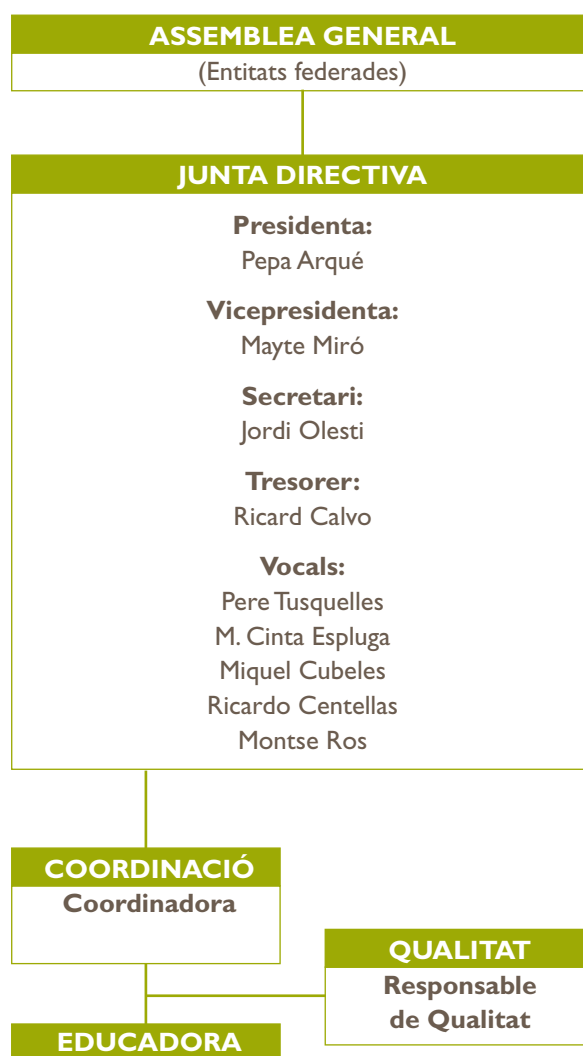 ASSEMBLEA GENERAL
(Entitats federades)
JUNTA DIRECTIVA
Presidenta:
Pepa Arqué
Vicepresidenta:
Mayte Miró
Secretari:
Jordi Olesti
Tresorer:
Ricard Calvo
Vocals:
Pere Tusquelles
M. Cinta Espluga
Miquel Cubeles
Ricardo Centellas
Montse Ros
COORDINACIÓ
Coordinadora
QUALITAT
Responsable
de Qualitat
EDUCADORA